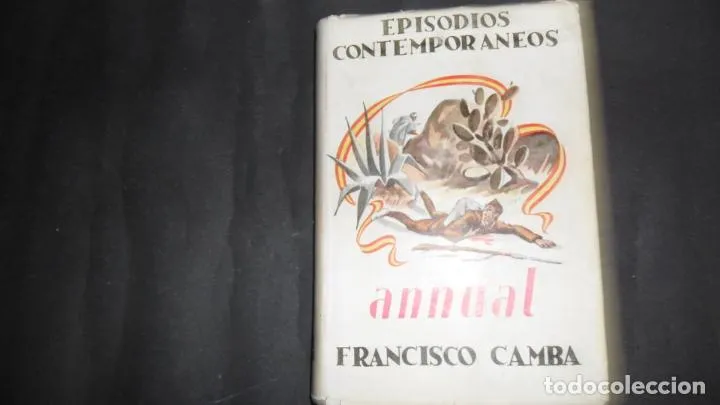 EPISODIOS
CONTEMPORANEOS
annual
FRANCISCO CAMBA
todocoleccion